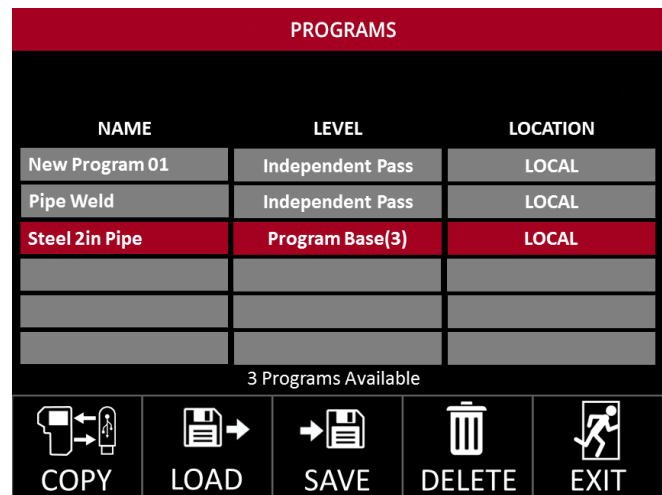 PROGRAMS
NAME LEVEL LOCATION
New Program 01 Independent Pass LOCAL
Pipe Weld Independent Pass LOCAL
Steel 2in Pipe Program Base(3) LOCAL
3 Programs Available
COPY LOAD SAVE DELETE EXIT